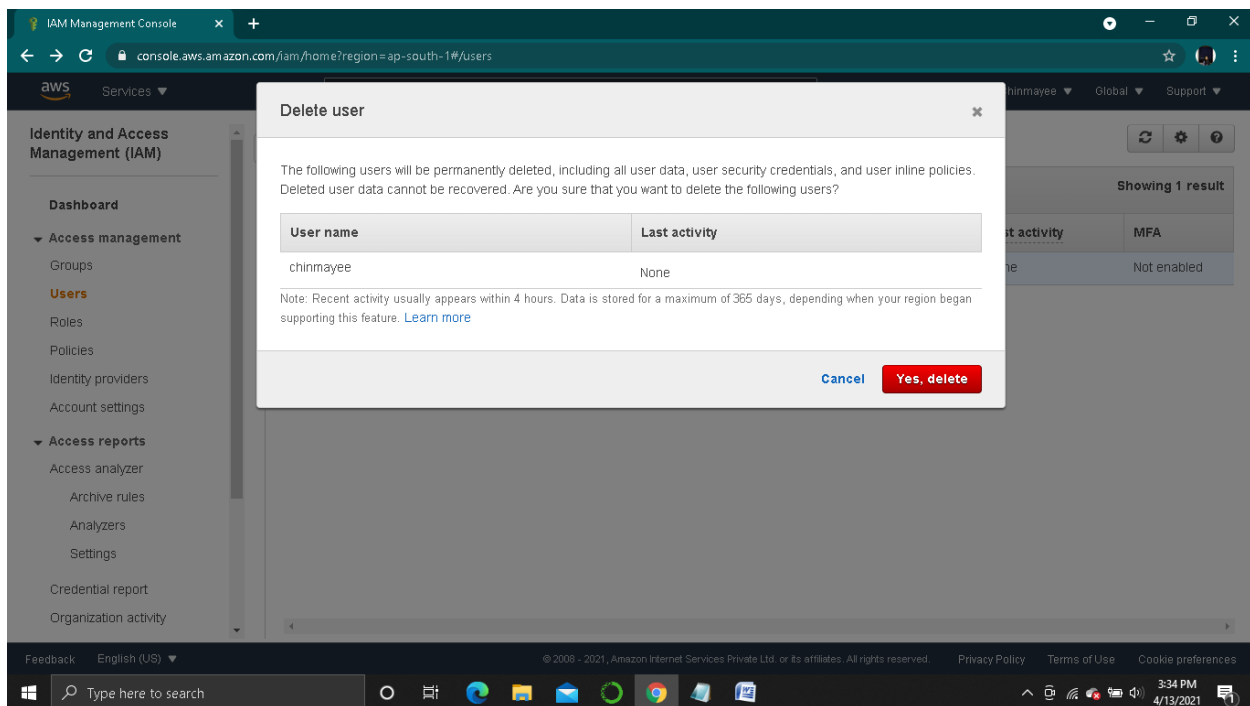 IAM Management Console
console.aws.amazon.com/iam/home?region=ap-south-1#/users
aws Services
hinmayee Global Support
Identity and Access
Management (IAM)
Dashboard
Access management
Groups
Users
Roles
Policies
Identity providers
Account settings
Access reports
Access analyzer
Archive rules
Analyzers
Settings
Credential report
Organization activity
Delete user
The following users will be permanently deleted, including all user data, user security credentials, and user inline policies.
Deleted user data cannot be recovered. Are you sure that you want to delete the following users?
User name Last activity
chinmayee None
Note: Recent activity usually appears within 4 hours. Data is stored for a maximum of 365 days, depending when your region began
supporting this feature. Learn more
Cancel Yes, delete
Showing 1 result
st activity MFA
ne Not enabled
Feedback English (US) © 2008 - 2021, Amazon Internet Services Private Ltd. or its affiliates. All rights reserved. Privacy Policy Terms of Use Cookie preferences
Type here to search
3:34 PM
4/13/2021